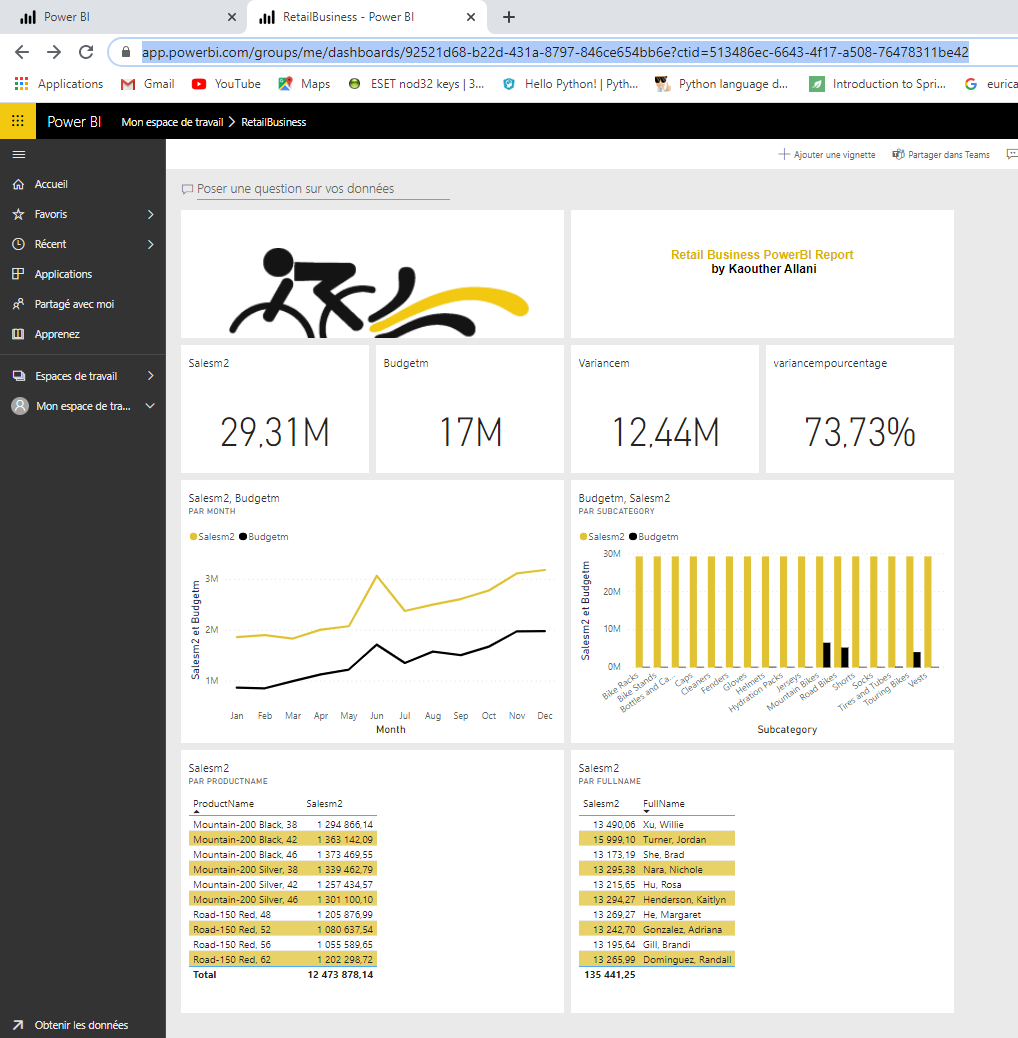 Power BI
RetailBusiness - Power BI
app.powerbi.com/groups/me/dashboards/92521d68-b22d-431a-8797-846ce654bb6e?ctid=513486ec-6643-4f17-a508-76478311be42
Applications Gmail YouTube Maps ESET nod32 keys | 3... Hello Python! | Pyth... Python language d... Introduction to Spri... eurica
Power BI Mon espace de travail > RetailBusiness
Ajouter une vignette Partager dans Teams
Accueil
Favoris
Récent
Applications
Partagé avec moi
Apprenez
Espaces de travail
Mon espace de tra...
Obtenir les données
Poser une question sur vos données
Retail Business PowerBI Report
by Kaouther Allani
Salesm2
29,31M
Budgetm
17M
Variancem
12,44M
variancempourcentage
73,73%
Salesm2, Budgetm
PAR MONTH
Salesm2 Budgetm
Salesm2 et Budgetm
3M
2M
1M
Jan Feb Mar Apr May Jun Jul Aug Sep Oct Nov Dec
Month
Budgetm, Salesm2
PAR SUBCATEGORY
Salesm2 Budgetm
Salesm2 et Budgetm
30M
20M
10M
0M
Bike Racks
Bike Stands
Bottles and Ca...
Caps
Cleaners
Fenders
Gloves
Helmets
Hydration Packs
Jerseys
Mountain Bikes
Road Bikes
Shorts
Socks
Tires and Tubes
Touring Bikes
Vests
Subcategory
Salesm2
PAR PRODUCTNAME
ProductName Salesm2
Mountain-200 Black, 38 1 294 866,14
Mountain-200 Black, 42 1 363 142,09
Mountain-200 Black, 46 1 373 469,55
Mountain-200 Silver, 38 1 339 462,79
Mountain-200 Silver, 42 1 257 434,57
Mountain-200 Silver, 46 1 301 100,10
Road-150 Red, 48 1 205 876,99
Road-150 Red, 52 1 080 637,54
Road-150 Red, 56 1 055 589,65
Road-150 Red, 62 1 202 298,72
Total 12 473 878,14
Salesm2
PAR FULLNAME
Salesm2 FullName
13 490,06 Xu, Willie
15 999,10 Turner, Jordan
13 173,19 She, Brad
13 295,38 Nara, Nichole
13 215,65 Hu, Rosa
13 294,27 Henderson, Kaitlyn
13 269,27 He, Margaret
13 242,70 Gonzalez, Adriana
13 195,64 Gill, Brandi
13 265,99 Dominguez, Randall
135 441,25